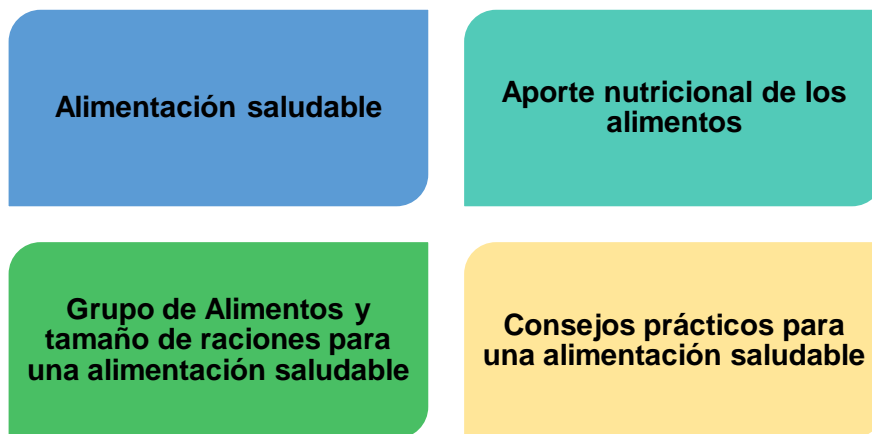 Alimentación saludable
Aporte nutricional de los
alimentos
Grupo de Alimentos y
tamaño de raciones para
una alimentación saludable
Consejos prácticos para
una alimentación saludable